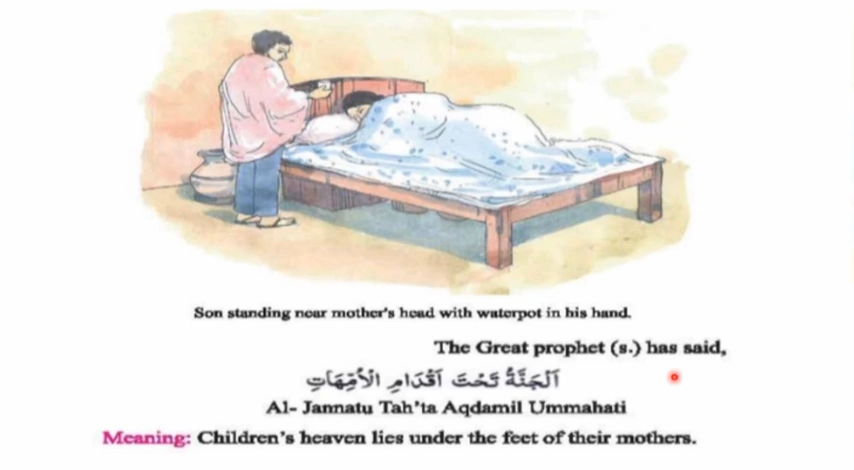 Son standing near mother's head with waterpot in his hand.
The Great prophet (s.) has said,
اَلْجَنَّةُ تَحْتَ اَقْدَامِ الْاُمِّهَاتِ
Al- Jannatu Tah'ta Aqdamil Ummahati
Meaning: Children's heaven lies under the feet of their mothers.